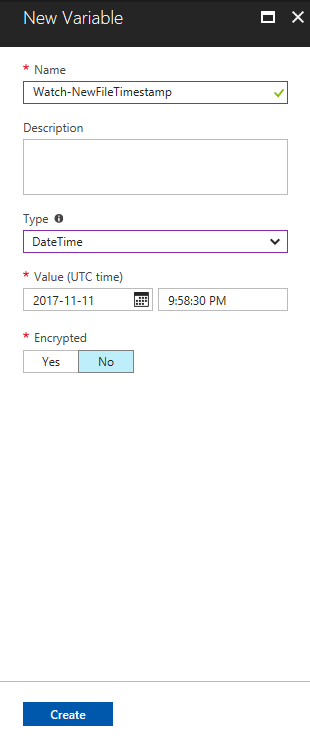 New Variable
* Name
Watch-NewFileTimestamp
Description
Type
DateTime
* Value (UTC time)
2017-11-11 9:58:30 PM
* Encrypted
Yes No
Create